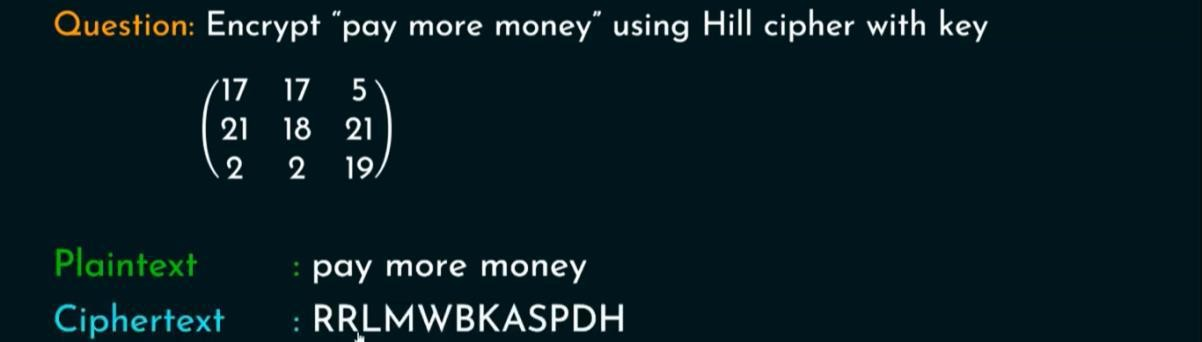 Question: Encrypt “pay more money” using Hill cipher with key
17 17 5
21 18 21
2 2 19
Plaintext : pay more money
Ciphertext : RRLMWBKASPDH